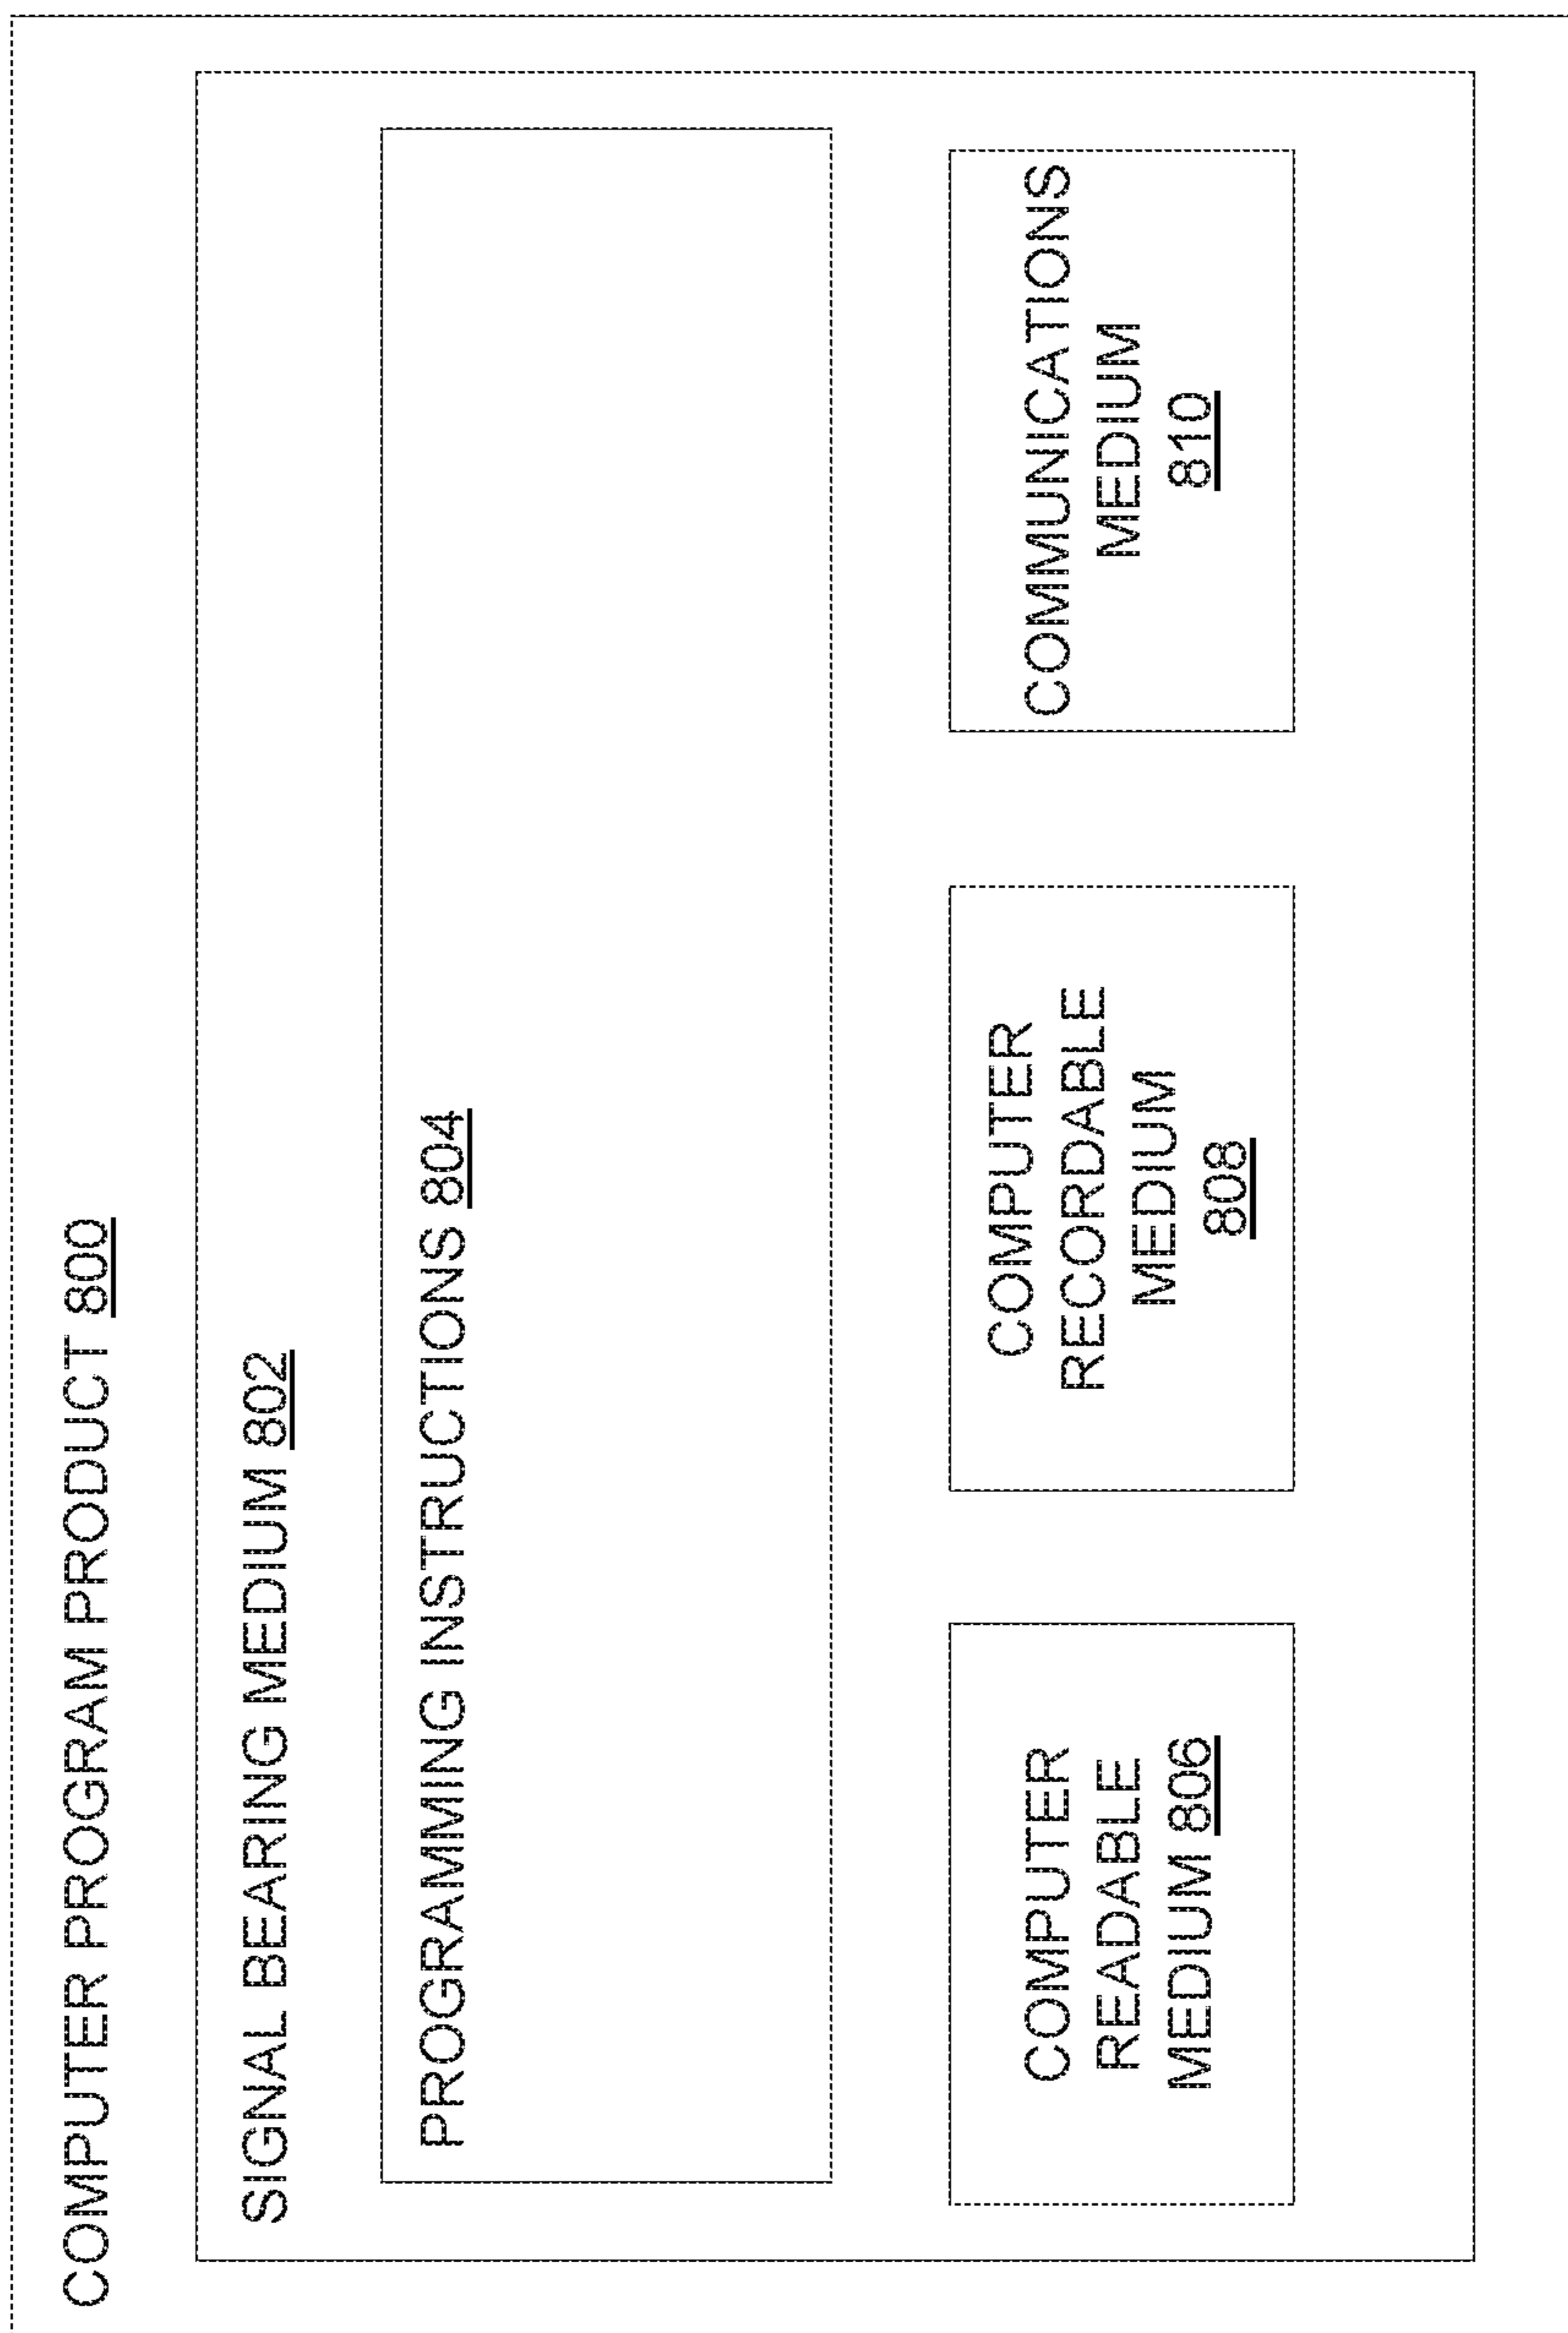 COMPUTER PROGRAM PRODUCT 800
SIGNAL BEARING MEDIUM 802
PROGRAMMING INSTRUCTIONS 804
COMPUTER
READABLE
MEDIUM 806
COMPUTER
RECORDABLE
MEDIUM
808
COMMUNICATIONS
MEDIUM
810